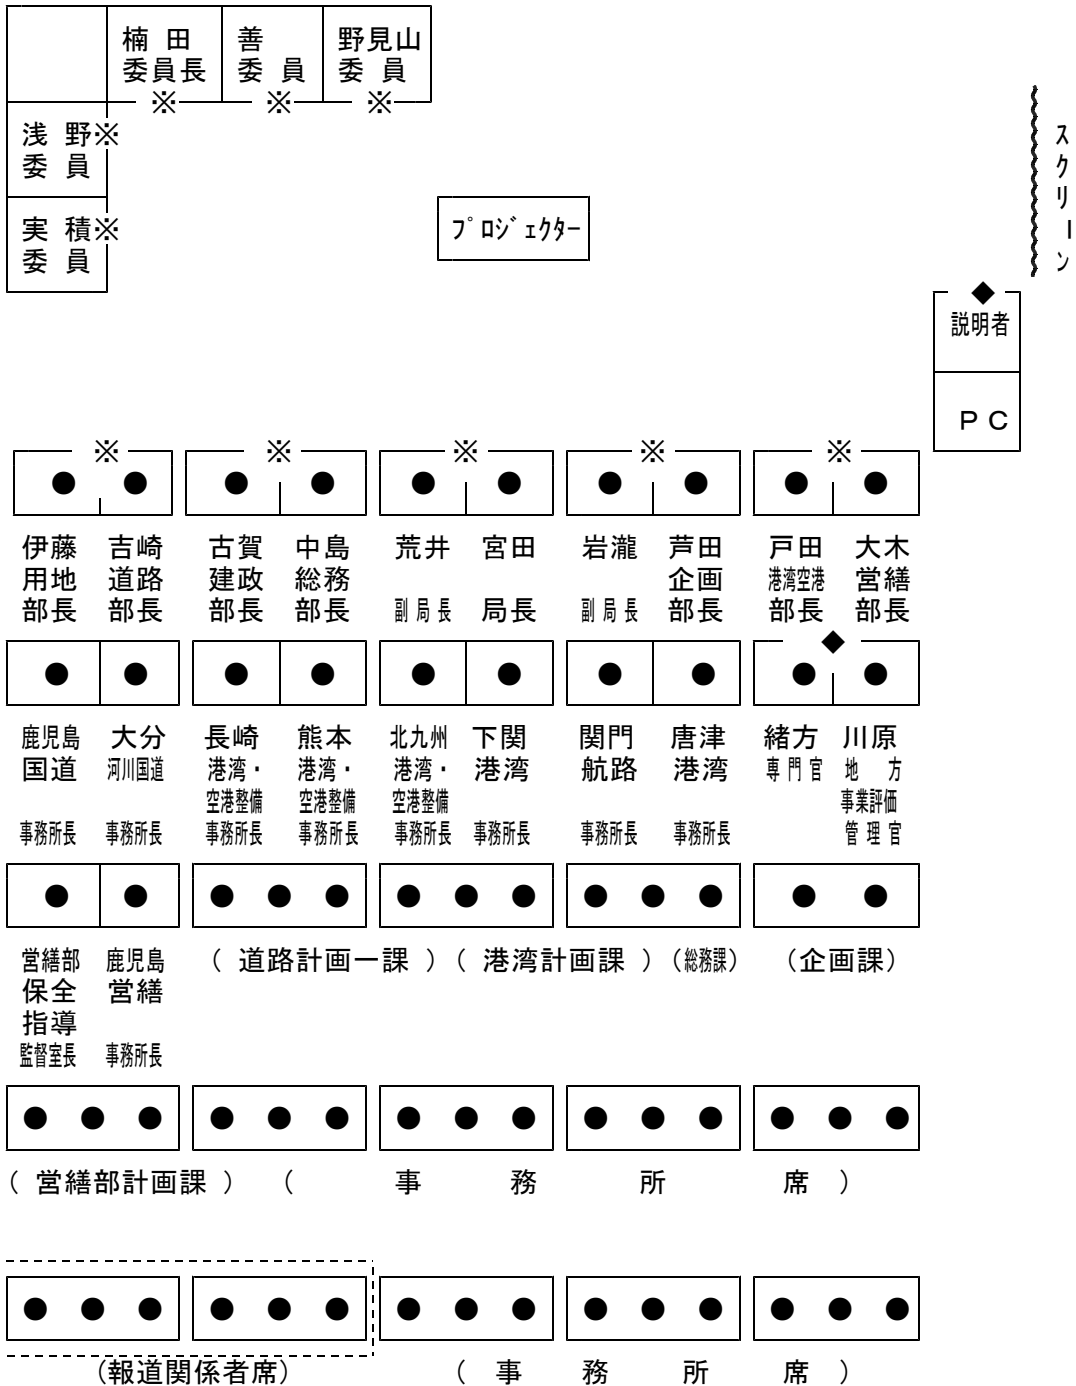 楠 田 善 野見山
委員長 委 員 委 員
※ ※ ※
浅 野※
委 員
実 積※
委 員
ﾌﾟﾛｼﾞｪｸﾀｰ
スクリーン
◆
説明者
ＰＣ
※ ※ ※ ※ ※
● ● ● ● ● ● ● ● ● ●
伊藤 吉崎 古賀 中島 荒井 宮田 岩瀧 芦田 戸田 大木
用地 道路 建政 総務 企画 港湾空港 営繕
部長 部長 部長 部長 副局長 局長 副局長 部長 部長 部長
◆
● ● ● ● ● ● ● ● ● ●
鹿児島 大分 長崎 熊本 北九州 下関 関門 唐津 緒方 川原
国道 河川国道 港湾・ 港湾・ 港湾・ 港湾 航路 港湾 専門官 地 方
空港整備 空港整備 空港整備 事業評価
事務所長 事務所長 事務所長 事務所長 事務所長 事務所長 事務所長 事務所長 管理官
● ● ● ● ● ● ● ● ● ● ● ● ●
営繕部 鹿児島 （ 道路計画一課 ）（ 港湾計画課 ）（総務課） （企画課）
保全 営繕
指導
監督室長 事務所長
● ● ● ● ● ● ● ● ● ● ● ● ● ● ●
（ 営繕部計画課 ） （ 事 務 所 席 ）
● ● ● ● ● ● ● ● ● ● ● ● ● ● ●
（報道関係者席） （ 事 務 所 席 ）